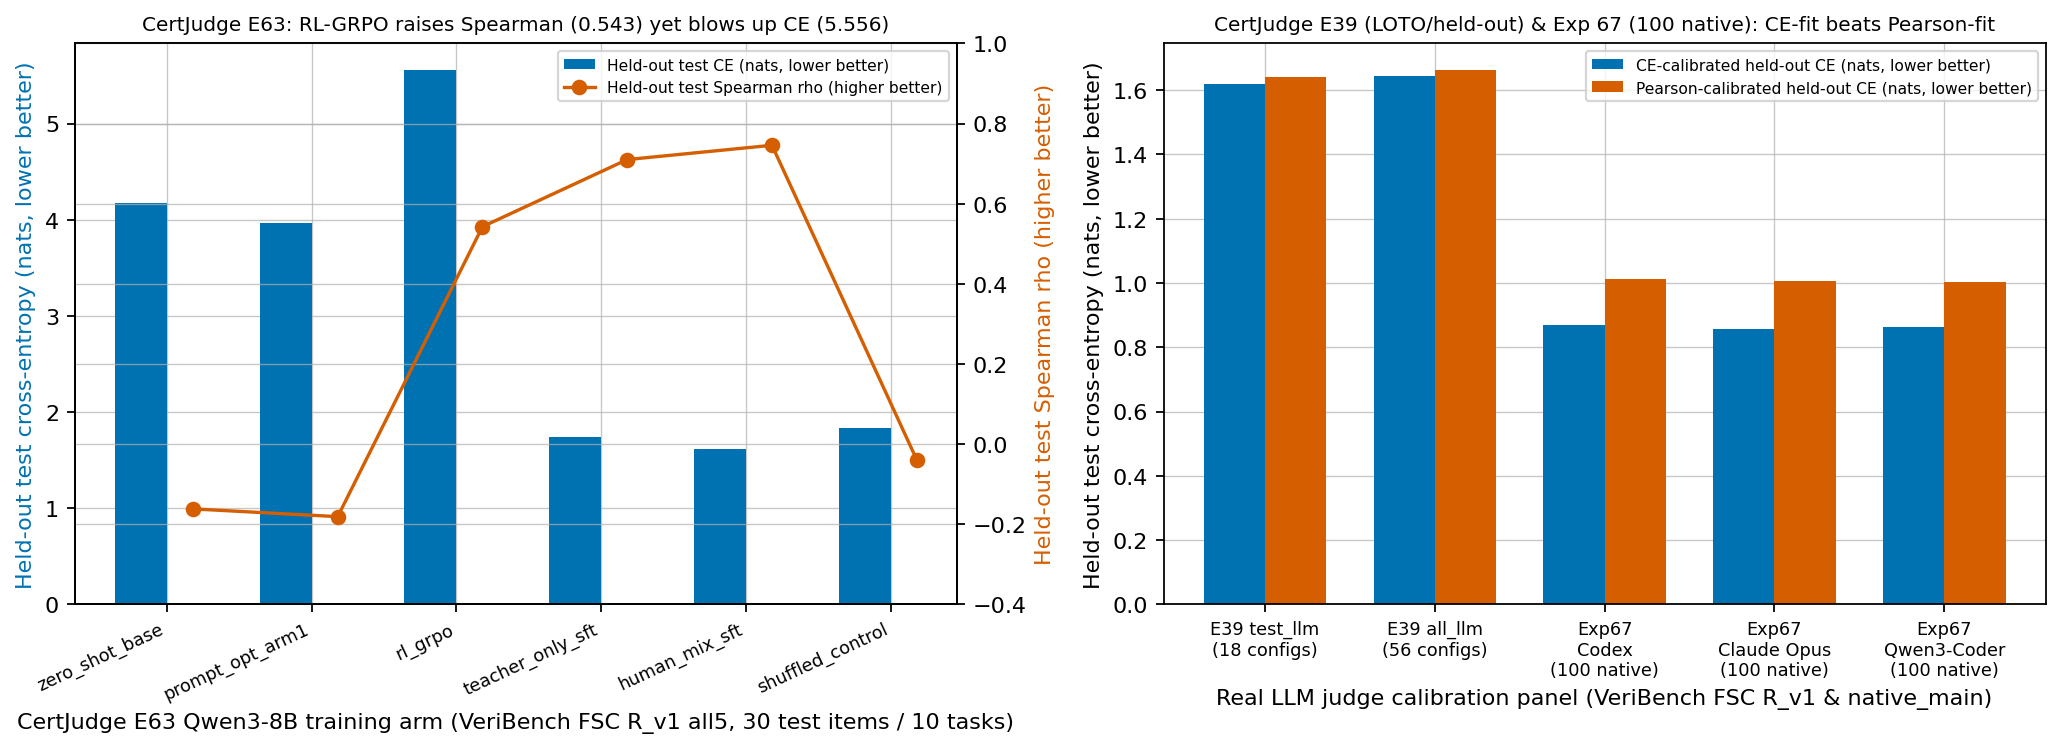 CertJudge E63: RL-GRPO raises Spearman (0.543) yet blows up CE (5.556)
Held-out test CE (nats, lower better)
Held-out test Spearman rho (higher better)
Held-out test cross-entropy (nats, lower better)
5
4
3
2
1
0
1.0
0.8
0.6
0.4
0.2
0.0
−0.2
−0.4
Held-out test Spearman rho (higher better)
zero_shot_base
prompt_opt_arm1
rl_grpo
teacher_only_sft
human_mix_sft
shuffled_control
CertJudge E63 Qwen3-8B training arm (VeriBench FSC R_v1 all5, 30 test items / 10 tasks)
CertJudge E39 (LOTO/held-out) & Exp 67 (100 native): CE-fit beats Pearson-fit
CE-calibrated held-out CE (nats, lower better)
Pearson-calibrated held-out CE (nats, lower better)
Held-out test cross-entropy (nats, lower better)
1.6
1.4
1.2
1.0
0.8
0.6
0.4
0.2
0.0
E39 test_llm
(18 configs)
E39 all_llm
(56 configs)
Exp67
Codex
(100 native)
Exp67
Claude Opus
(100 native)
Exp67
Qwen3-Coder
(100 native)
Real LLM judge calibration panel (VeriBench FSC R_v1 & native_main)